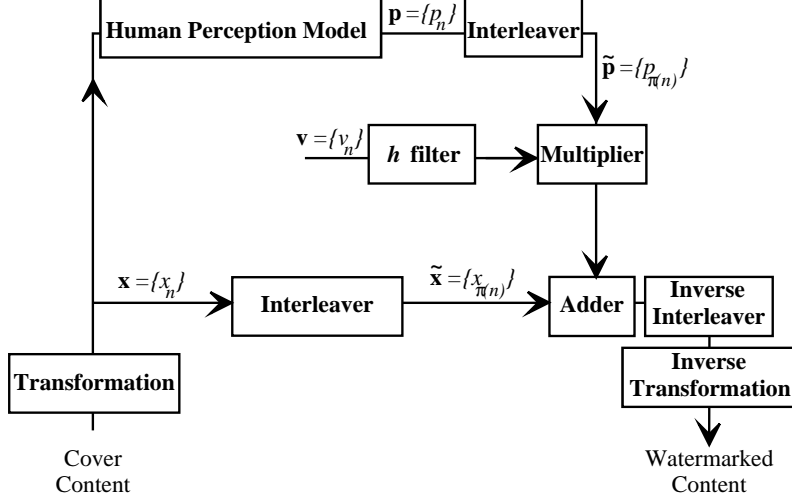 Human Perception Model
p = {p_n}
Interleaver
p̃ = {p_π(n)}
v = {v_n}
h filter
Multiplier
x = {x_n}
Interleaver
x̃ = {x_π(n)}
Adder
Inverse
Interleaver
Transformation
Inverse
Transformation
Cover
Content
Watermarked
Content